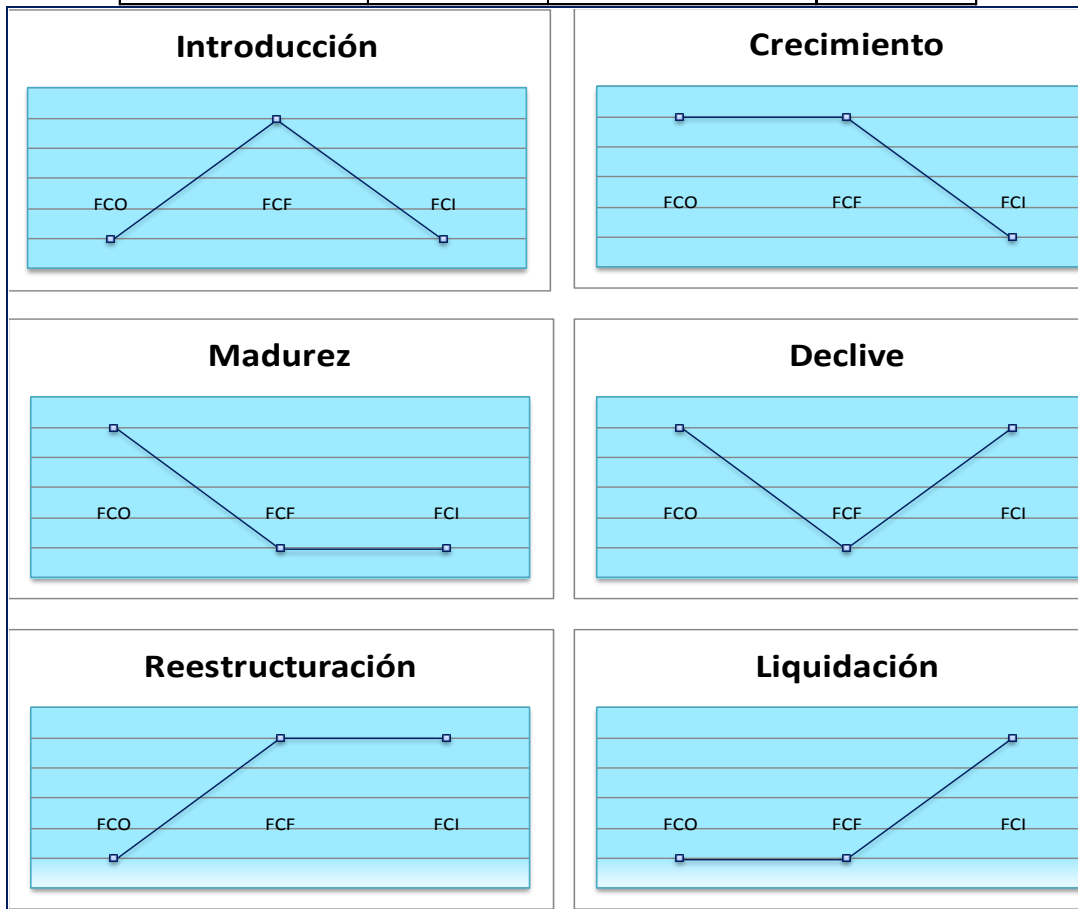 Introducción
FCO FCF FCI
Crecimiento
FCO FCF FCI
Madurez
FCO FCF FCI
Declive
FCO FCF FCI
Reestructuración
FCO FCF FCI
Liquidación
FCO FCF FCI